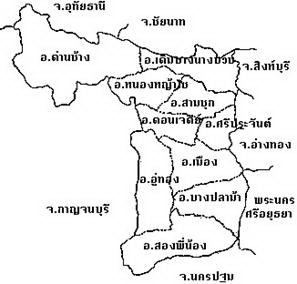 จ.อุทัยธานี
จ.ชัยนาท
อ.ด่านช้าง
อ.เดิมบางนางบวช
จ.สิงห์บุรี
อ.หนองหญ้าไซ
อ.สามชุก
อ.ดอนเจดีย์
อ.ศรีประจันต์
จ.อ่างทอง
อ.เมือง
อ.อู่ทอง
อ.บางปลาม้า
พระนคร
ศรีอยุธยา
จ.กาญจนบุรี
อ.สองพี่น้อง
จ.นครปฐม